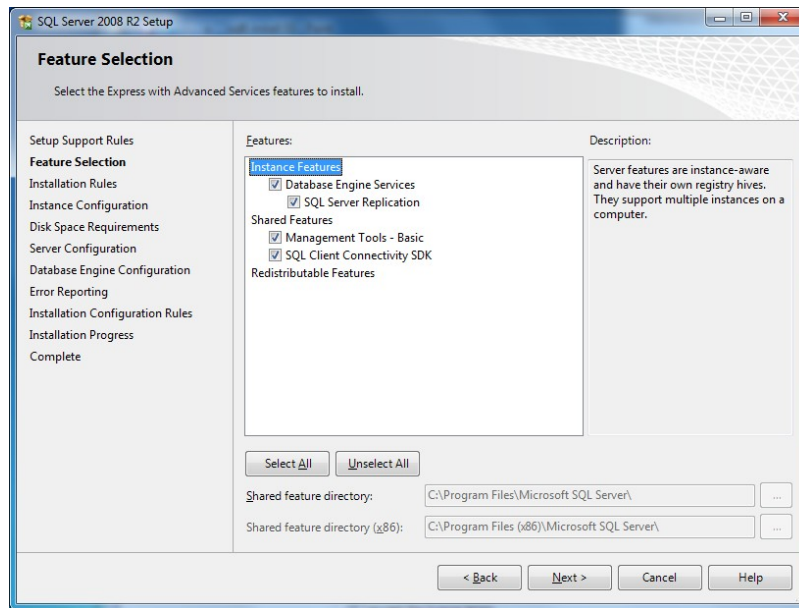 SQL Server 2008 R2 Setup
Feature Selection
Select the Express with Advanced Services features to install.
Setup Support Rules
Feature Selection
Installation Rules
Instance Configuration
Disk Space Requirements
Server Configuration
Database Engine Configuration
Error Reporting
Installation Configuration Rules
Installation Progress
Complete
Features:
Instance Features
Database Engine Services
SQL Server Replication
Shared Features
Management Tools - Basic
SQL Client Connectivity SDK
Redistributable Features
Description:
Server features are instance-aware
and have their own registry hives.
They support multiple instances on a
computer.
Select All
Unselect All
Shared feature directory:
C:\Program Files\Microsoft SQL Server\
...
Shared feature directory (x86):
C:\Program Files (x86)\Microsoft SQL Server\
...
< Back
Next >
Cancel
Help